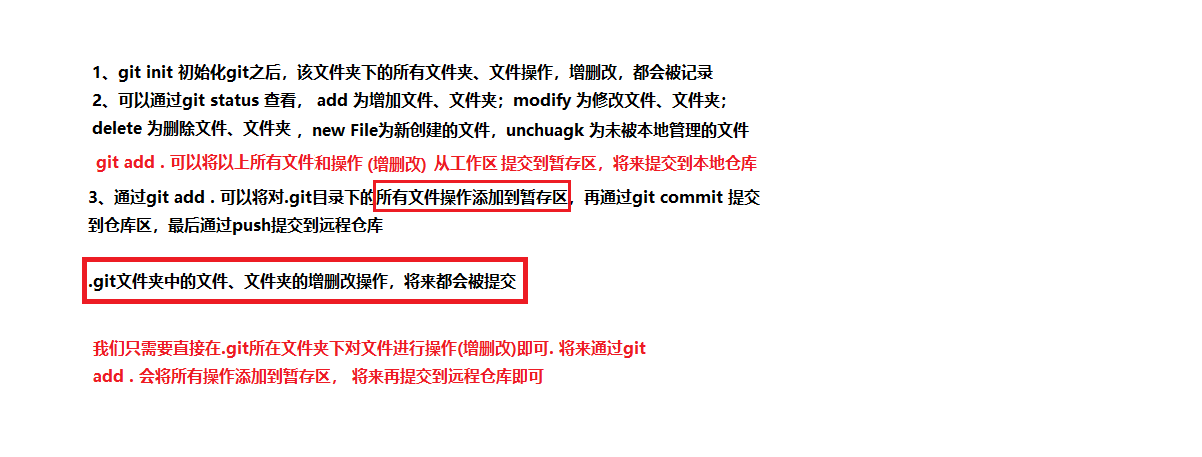 1、git init 初始化git之后，该文件夹下的所有文件夹、文件操作，增删改，都会被记录
2、可以通过git status 查看， add 为增加文件、文件夹；modify 为修改文件、文件夹；
delete 为删除文件、文件夹 ，new File为新创建的文件，unchuagk 为未被本地管理的文件
git add . 可以将以上所有文件和操作 (增删改) 从工作区 提交到暂存区，将来提交到本地仓库
3、通过git add . 可以将对.git目录下的所有文件操作添加到暂存区，再通过git commit 提交
到仓库区，最后通过push提交到远程仓库
.git文件夹中的文件、文件夹的增删改操作，将来都会被提交
我们只需要直接在.git所在文件夹下对文件进行操作(增删改)即可. 将来通过git
add . 会将所有操作添加到暂存区， 将来再提交到远程仓库即可